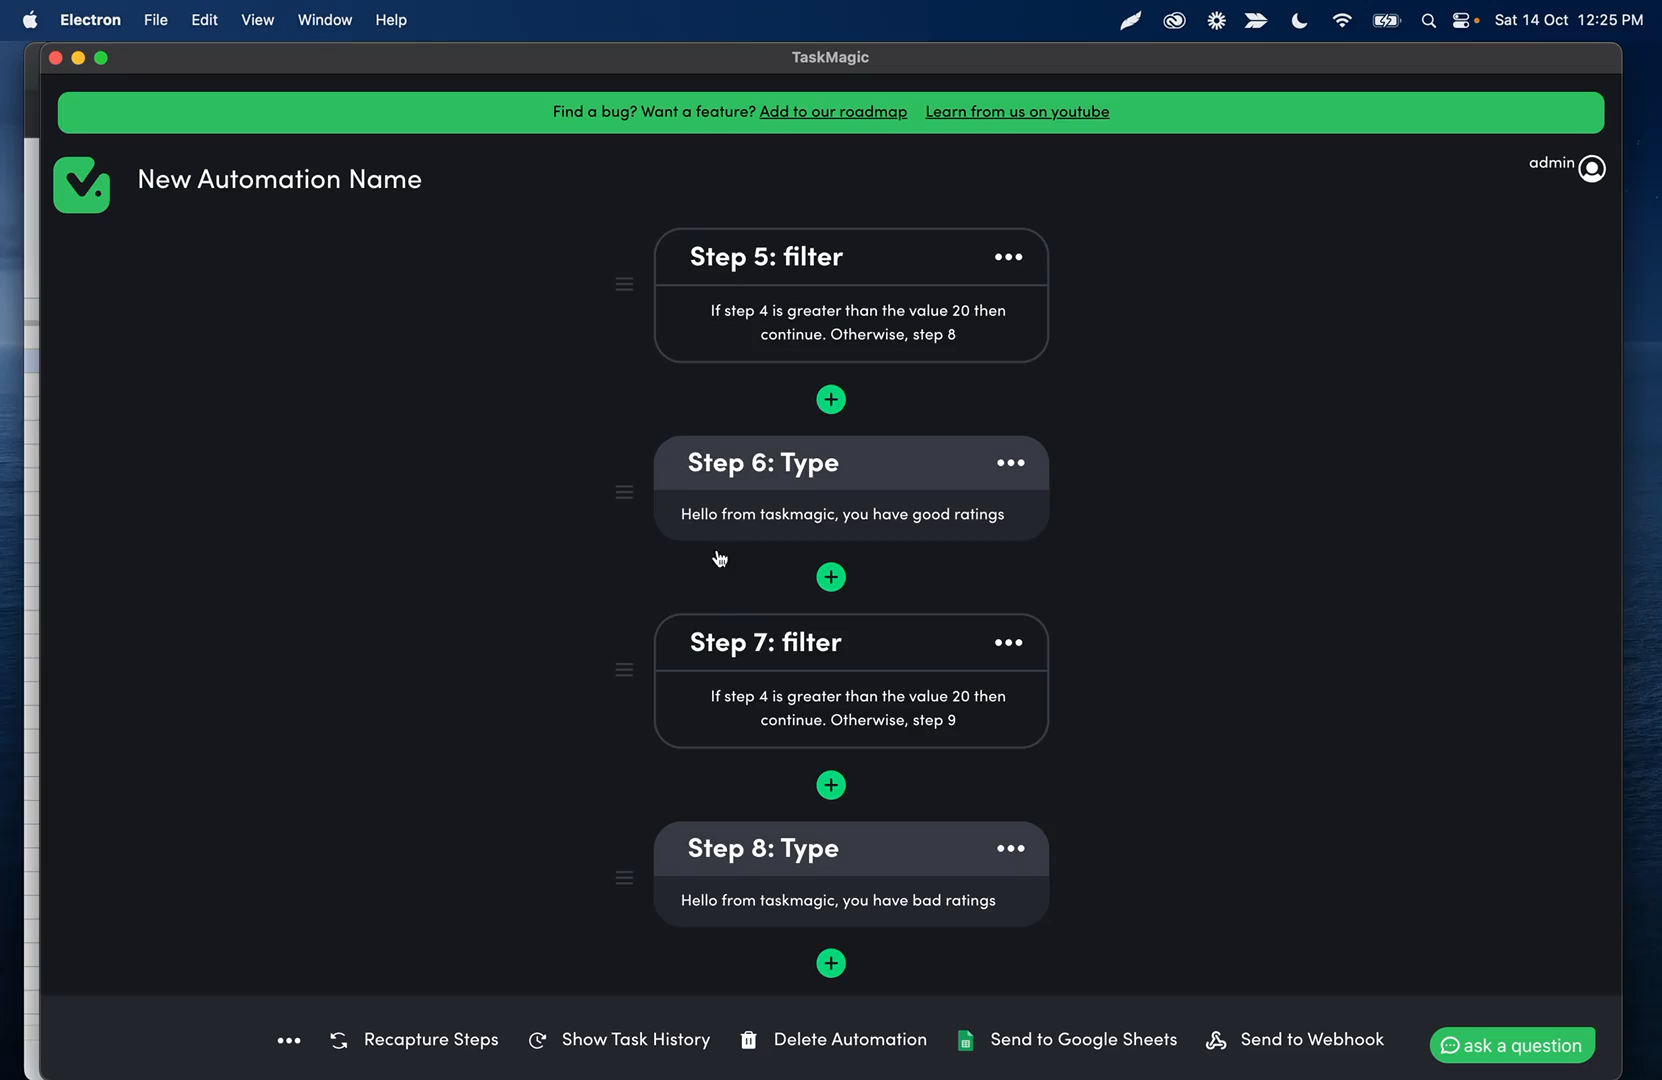 Electron File Edit View Window Help Sat 14 Oct 12:25 PM
TaskMagic
Find a bug? Want a feature? Add to our roadmap Learn from us on youtube
New Automation Name
admin
Step 5: filter
If step 4 is greater than the value 20 then
continue. Otherwise, step 8
Step 6: Type
Hello from taskmagic, you have good ratings
Step 7: filter
If step 4 is greater than the value 20 then
continue. Otherwise, step 9
Step 8: Type
Hello from taskmagic, you have bad ratings
Recapture Steps Show Task History Delete Automation Send to Google Sheets Send to Webhook ask a question